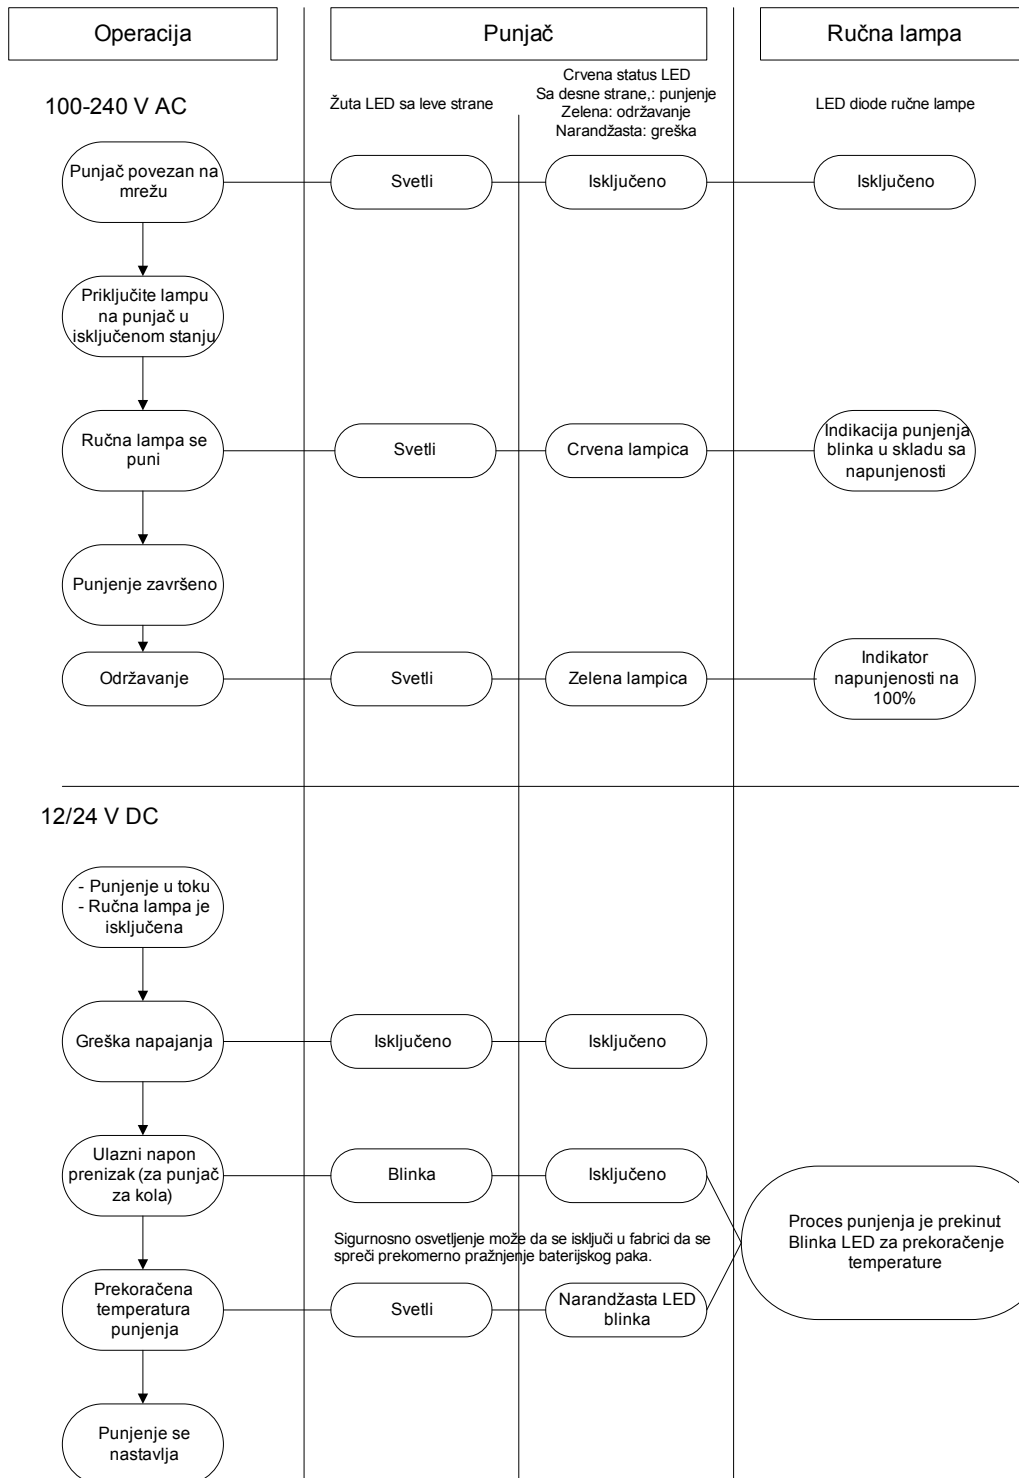 Operacija
Punjač
Ručna lampa
100-240 V AC
Žuta LED sa leve strane
Crvena status LED
Sa desne strane,: punjenje
Zelena: održavanje
Narandžasta: greška
LED diode ručne lampe
Punjač povezan na
mrežu
Svetli
Isključeno
Isključeno
Priključite lampu
na punjač u
isključenom stanju
Ručna lampa se
puni
Svetli
Crvena lampica
Indikacija punjenja
blinka u skladu sa
napunjenosti
Punjenje završeno
Održavanje
Svetli
Zelena lampica
Indikator
napunjenosti na
100%
12/24 V DC
- Punjenje u toku
- Ručna lampa je
isključena
Greška napajanja
Isključeno
Isključeno
Ulazni napon
prenizak (za punjač
za kola)
Blinka
Isključeno
Proces punjenja je prekinut
Blinka LED za prekoračenje
temperature
Sigurnosno osvetljenje može da se isključi u fabrici da se
spreči prekomerno pražnjenje baterijskog paka.
Prekoračena
temperatura
punjenja
Svetli
Narandžasta LED
blinka
Punjenje se
nastavlja